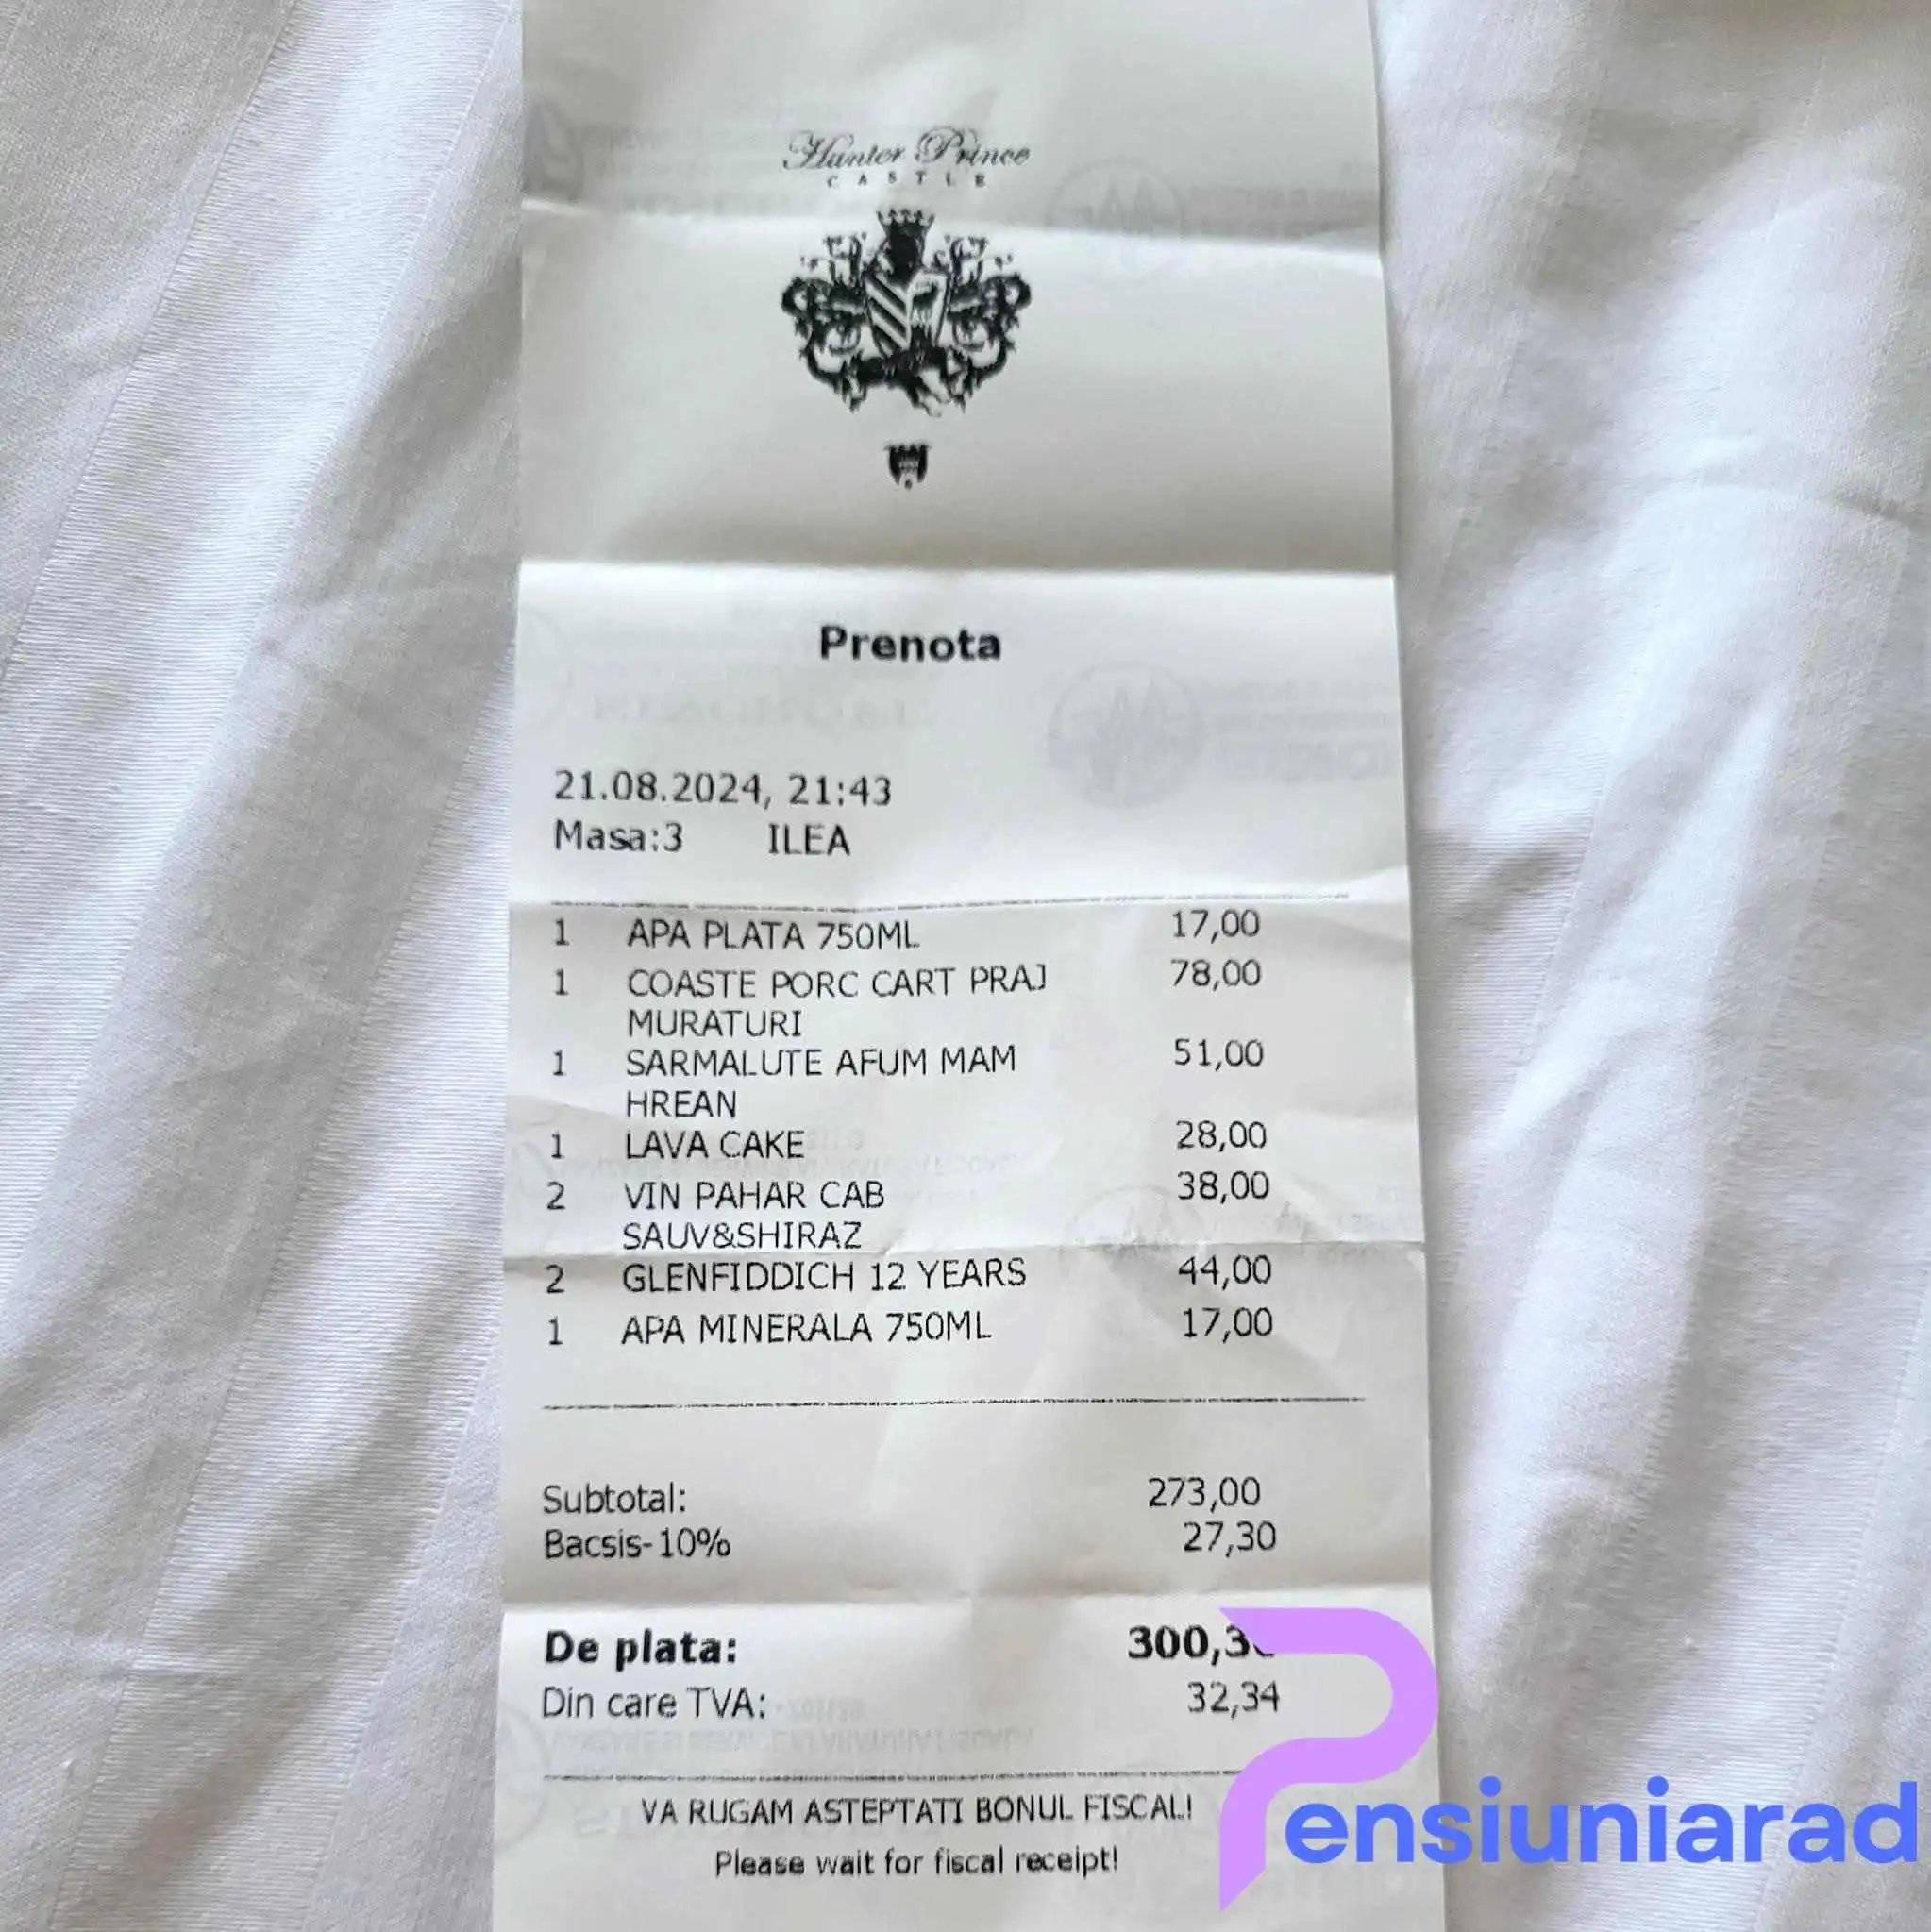 Hunter Prince
CASTLE
Prenota
21.08.2024, 21:43
Masa:3 ILEA
1 APA PLATA 750ML 17,00
1 COASTE PORC CART PRAJ 78,00
MURATURI
1 SARMALUTE AFUM MAM 51,00
HREAN
1 LAVA CAKE 28,00
2 VIN PAHAR CAB 38,00
SAUV&SHIRAZ
2 GLENFIDDICH 12 YEARS 44,00
1 APA MINERALA 750ML 17,00
Subtotal: 273,00
Bacsis-10% 27,30
De plata: 300,3
Din care TVA: 32,34
VA RUGAM ASTEPTATI BONUL FISCAL!
Please wait for fiscal receipt!
Pensiuniarad